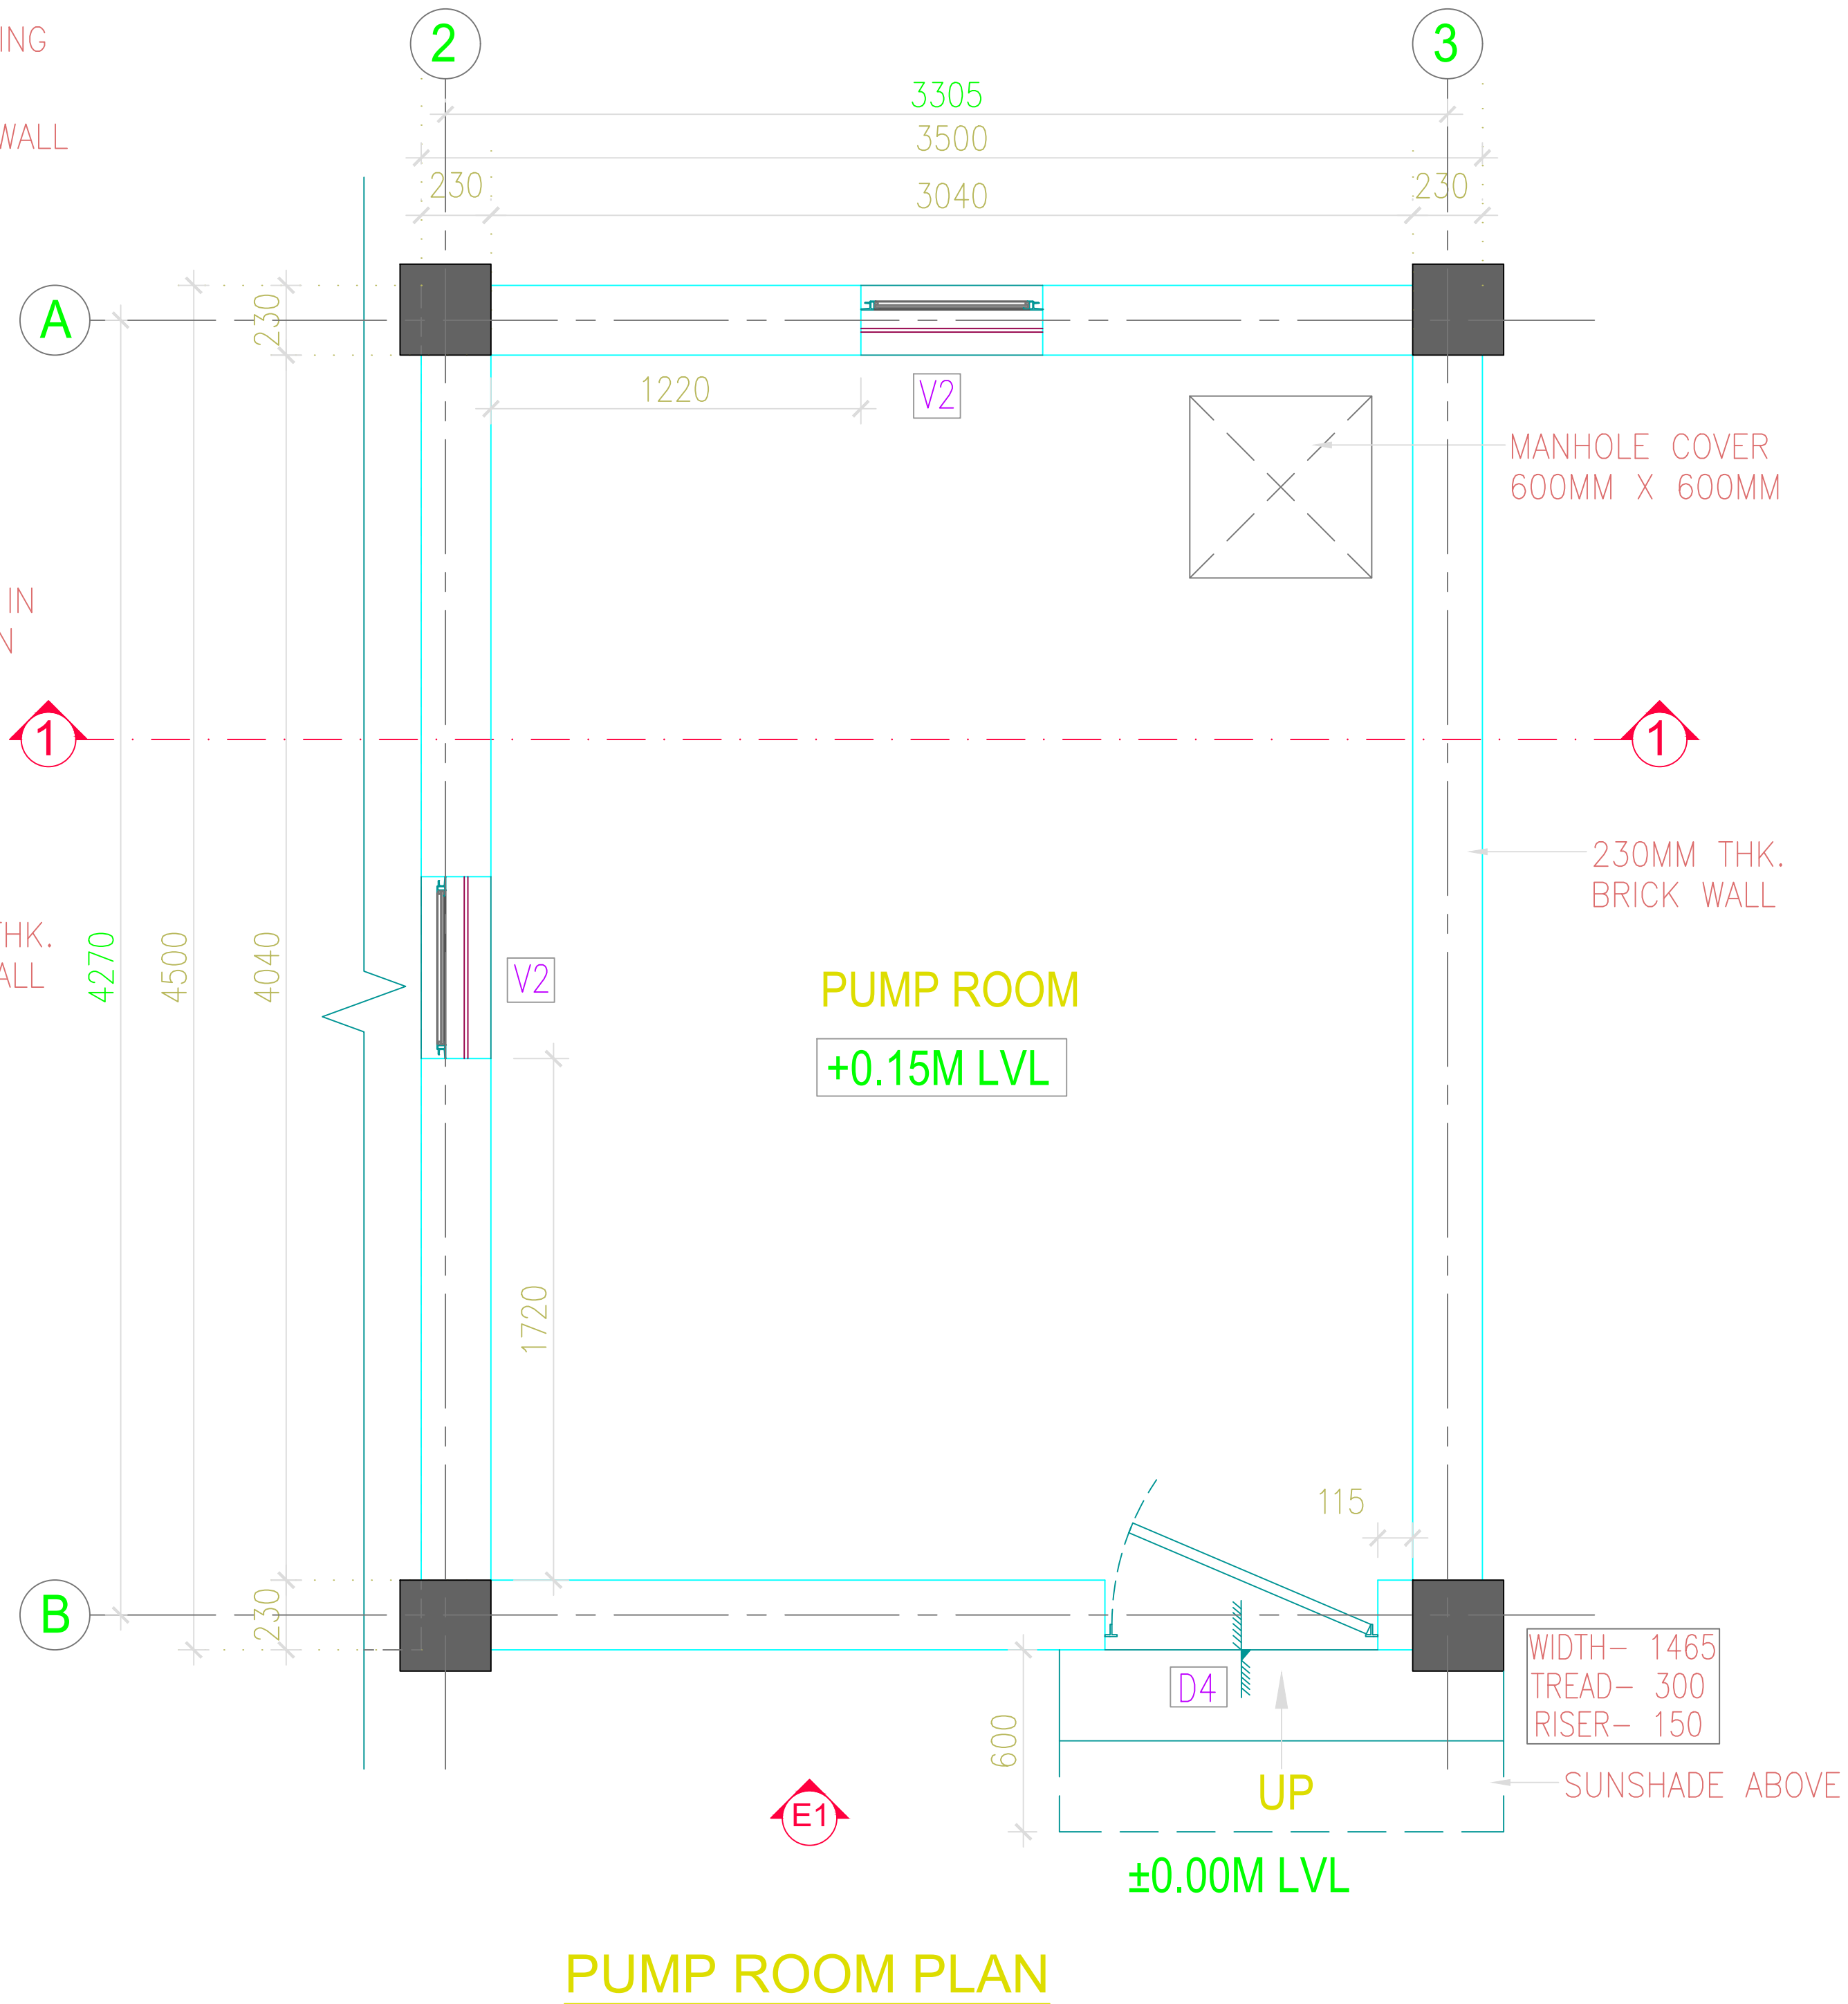 2
3
ING
WALL
3305
3500
230
3040
230
A
230
1220
V2
MANHOLE COVER
600MM X 600MM
IN
N
1
1
230MM THK.
BRICK WALL
THK.
ALL
4270
4500
4040
V2
PUMP ROOM
+0.15M LVL
1720
115
B
230
WIDTH- 1465
TREAD- 300
RISER- 150
D4
600
UP
SUNSHADE ABOVE
E1
±0.00M LVL
PUMP ROOM PLAN